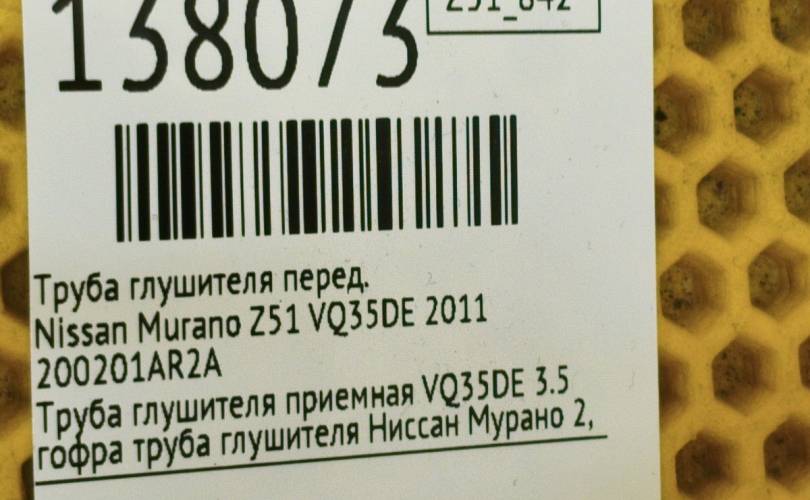 138073
Z51_842
Труба глушителя перед.
Nissan Murano Z51 VQ35DE 2011
200201AR2A
Труба глушителя приемная VQ35DE 3.5
гофра труба глушителя Ниссан Мурано 2,